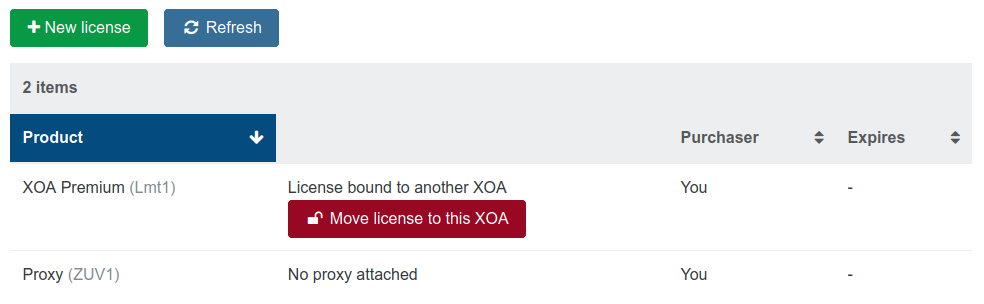 New license
Refresh
2 items
Product
Purchaser
Expires
XOA Premium (Lmt1)
License bound to another XOA
You
-
Move license to this XOA
Proxy (ZUV1)
No proxy attached
You
-